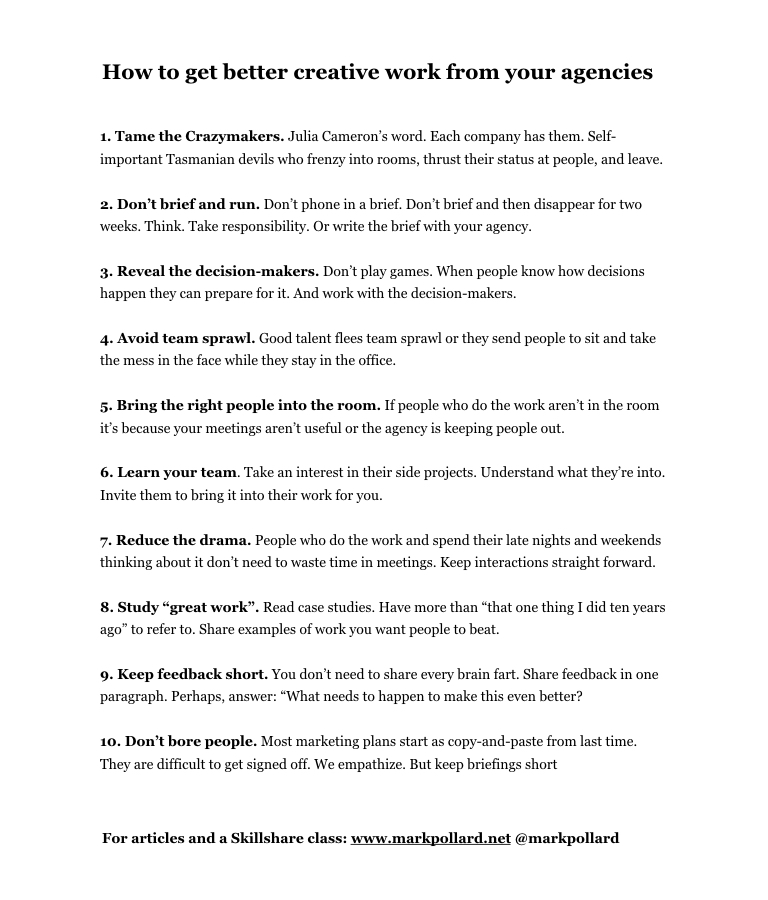 How to get better creative work from your agencies
1. Tame the Crazymakers. Julia Cameron’s word. Each company has them. Self-
important Tasmanian devils who frenzy into rooms, thrust their status at people, and leave.
2. Don’t brief and run. Don’t phone in a brief. Don’t brief and then disappear for two
weeks. Think. Take responsibility. Or write the brief with your agency.
3. Reveal the decision-makers. Don’t play games. When people know how decisions
happen they can prepare for it. And work with the decision-makers.
4. Avoid team sprawl. Good talent flees team sprawl or they send people to sit and take
the mess in the face while they stay in the office.
5. Bring the right people into the room. If people who do the work aren’t in the room
it’s because your meetings aren’t useful or the agency is keeping people out.
6. Learn your team. Take an interest in their side projects. Understand what they’re into.
Invite them to bring it into their work for you.
7. Reduce the drama. People who do the work and spend their late nights and weekends
thinking about it don’t need to waste time in meetings. Keep interactions straight forward.
8. Study “great work”. Read case studies. Have more than “that one thing I did ten years
ago” to refer to. Share examples of work you want people to beat.
9. Keep feedback short. You don’t need to share every brain fart. Share feedback in one
paragraph. Perhaps, answer: “What needs to happen to make this even better?
10. Don’t bore people. Most marketing plans start as copy-and-paste from last time.
They are difficult to get signed off. We empathize. But keep briefings short
For articles and a Skillshare class: www.markpollard.net @markpollard